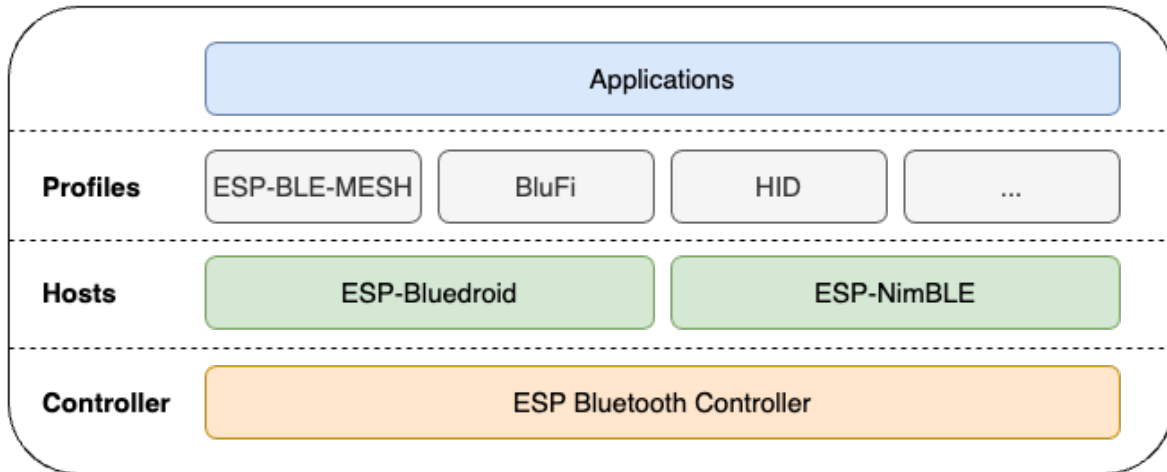 Applications
Profiles
ESP-BLE-MESH
BluFi
HID
...
Hosts
ESP-Bluedroid
ESP-NimBLE
Controller
ESP Bluetooth Controller